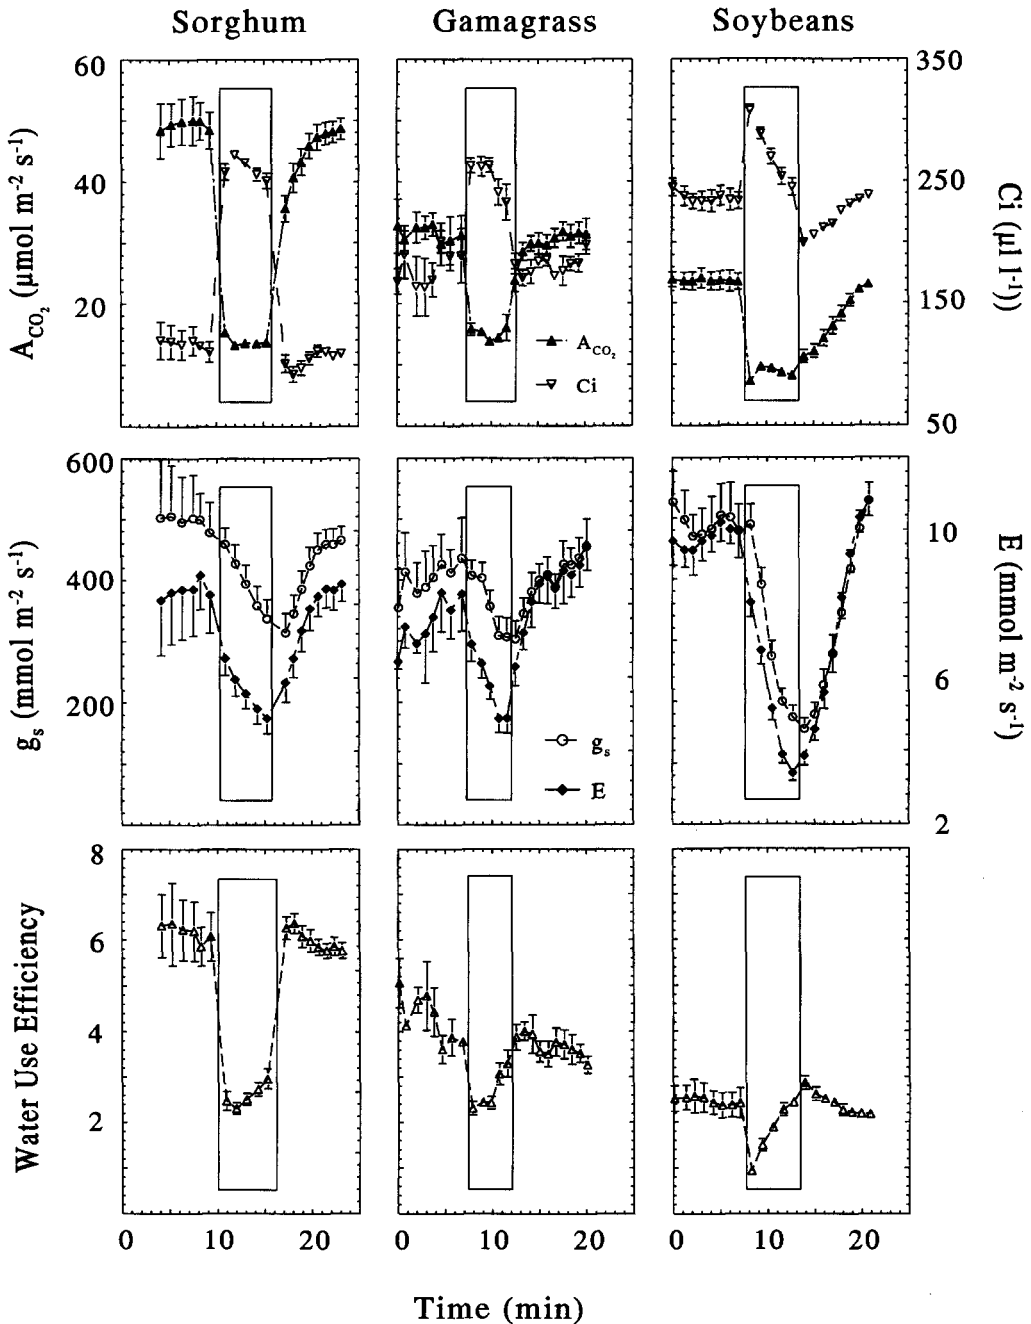 Sorghum Gamagrass Soybeans
60
40
20
A_CO₂ (μmol m⁻² s⁻¹)
350
250
150
50
Ci (μl l⁻¹))
A_CO₂
Ci
600
400
200
gₛ (mmol m⁻² s⁻¹)
10
6
2
E (mmol m⁻² s⁻¹)
gₛ
E
8
6
4
2
Water Use Efficiency
0 10 20 0 10 20 0 10 20
Time (min)